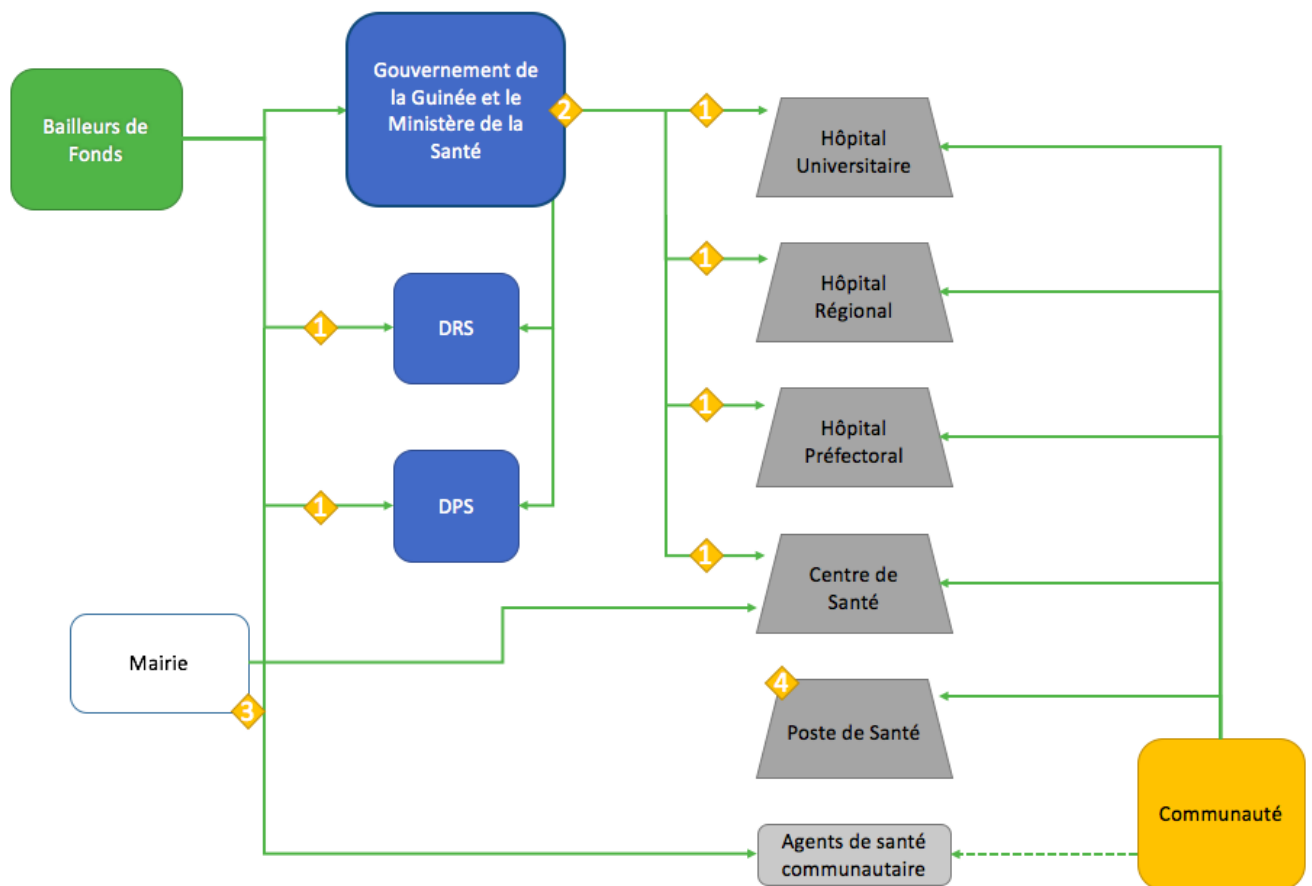 Gouvernement de
la Guinée et le
Ministère de la
Santé
Bailleurs de
Fonds
2
1
Hôpital
Universitaire
1
Hôpital
Régional
1
DRS
1
Hôpital
Préfectoral
1
DPS
1
Centre de
Santé
Mairie
3
4
Poste de Santé
Communauté
Agents de santé
communautaire